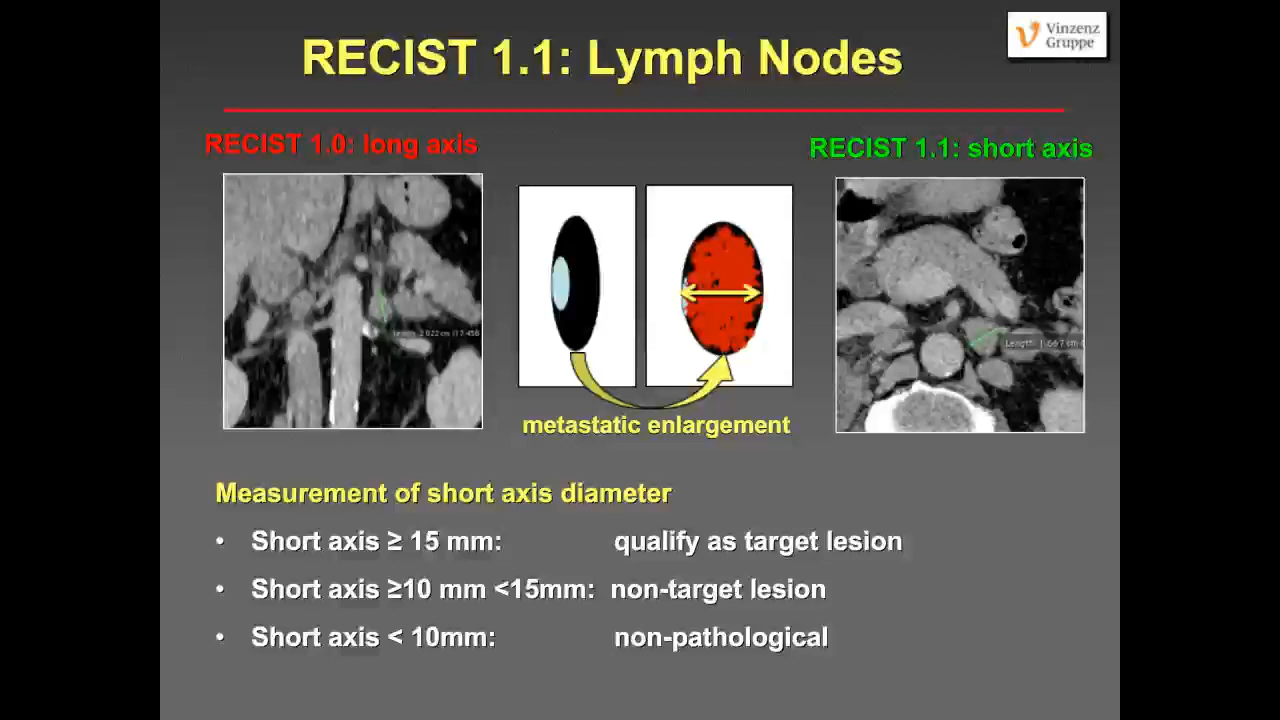 Vinzenz
Gruppe
RECIST 1.1: Lymph Nodes
RECIST 1.0: long axis
RECIST 1.1: short axis
metastatic enlargement
Measurement of short axis diameter
• Short axis ≥ 15 mm: qualify as target lesion
• Short axis ≥10 mm <15mm: non-target lesion
• Short axis < 10mm: non-pathological